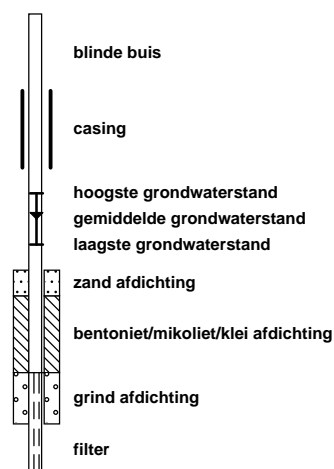 blinde buis
casing
hoogste grondwaterstand
gemiddelde grondwaterstand
laagste grondwaterstand
zand afdichting
bentoniet/mikoliet/klei afdichting
grind afdichting
filter